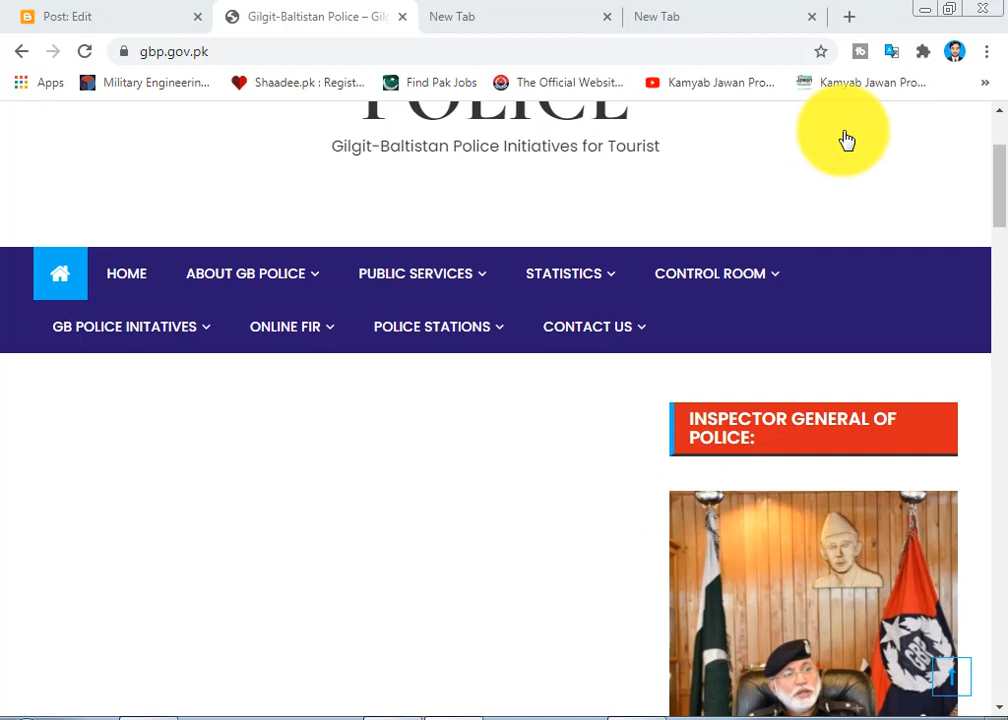 Post: Edit
Gilgit-Baltistan Police – Gilg
New Tab
New Tab
gbp.gov.pk
Apps
Military Engineerin...
Shaadee.pk : Regist...
Find Pak Jobs
The Official Websit...
Kamyab Jawan Pro...
Kamyab Jawan Pro...
POLICE
Gilgit-Baltistan Police Initiatives for Tourist
HOME
ABOUT GB POLICE
PUBLIC SERVICES
STATISTICS
CONTROL ROOM
GB POLICE INITATIVES
ONLINE FIR
POLICE STATIONS
CONTACT US
INSPECTOR GENERAL OF
POLICE:
GBP